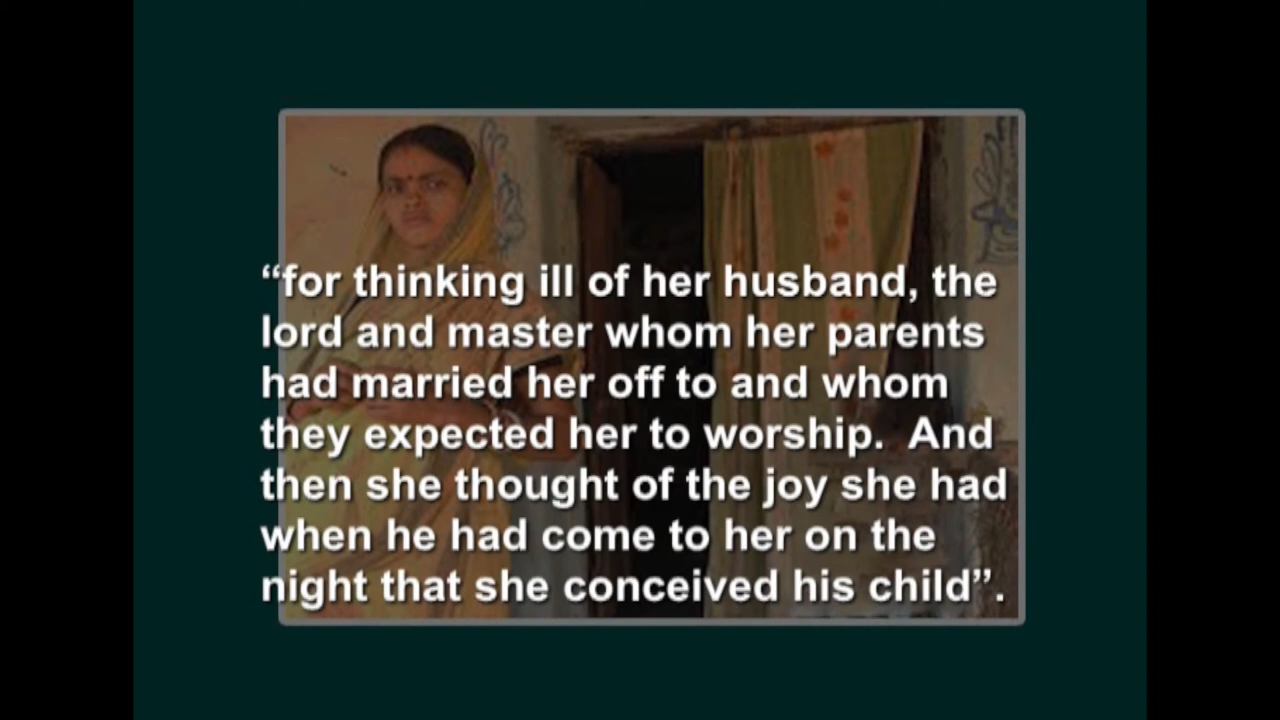 “for thinking ill of her husband, the
lord and master whom her parents
had married her off to and whom
they expected her to worship.  And
then she thought of the joy she had
when he had come to her on the
night that she conceived his child”.